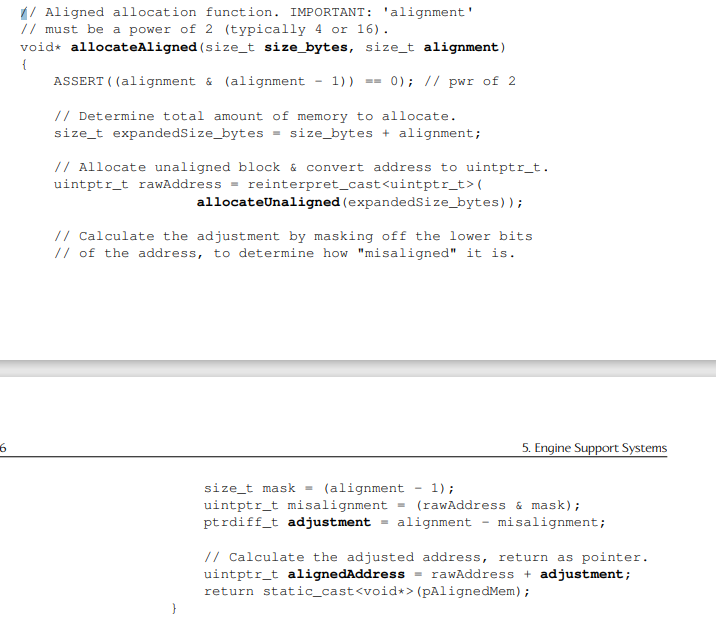 // Aligned allocation function. IMPORTANT: 'alignment'
// must be a power of 2 (typically 4 or 16).
void* allocateAligned(size_t size_bytes, size_t alignment)
{
    ASSERT((alignment & (alignment - 1)) == 0); // pwr of 2

    // Determine total amount of memory to allocate.
    size_t expandedSize_bytes = size_bytes + alignment;

    // Allocate unaligned block & convert address to uintptr_t.
    uintptr_t rawAddress = reinterpret_cast<uintptr_t>(
                     allocateUnaligned(expandedSize_bytes));

    // Calculate the adjustment by masking off the lower bits
    // of the address, to determine how "misaligned" it is.
6
5. Engine Support Systems
    size_t mask = (alignment - 1);
    uintptr_t misalignment = (rawAddress & mask);
    ptrdiff_t adjustment = alignment - misalignment;

    // Calculate the adjusted address, return as pointer.
    uintptr_t alignedAddress = rawAddress + adjustment;
    return static_cast<void*>(pAlignedMem);
}